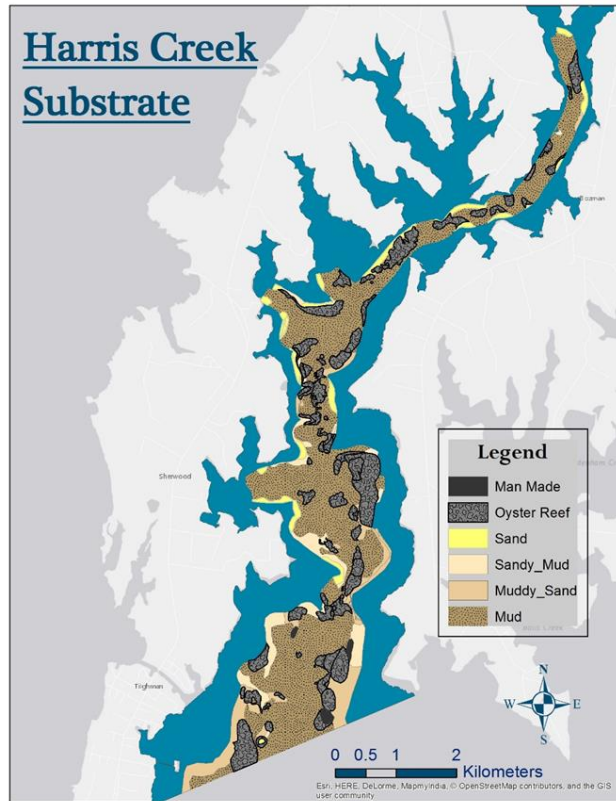 Harris Creek
Substrate
Bozman
Sherwood
Legend
Man Made
Oyster Reef
Sand
Sandy_Mud
Muddy_Sand
Mud
Tilghman
N
W E
S
0 0.5 1 2
Kilometers
Esri, HERE, DeLorme, MapmyIndia, © OpenStreetMap contributors, and the GIS
user community